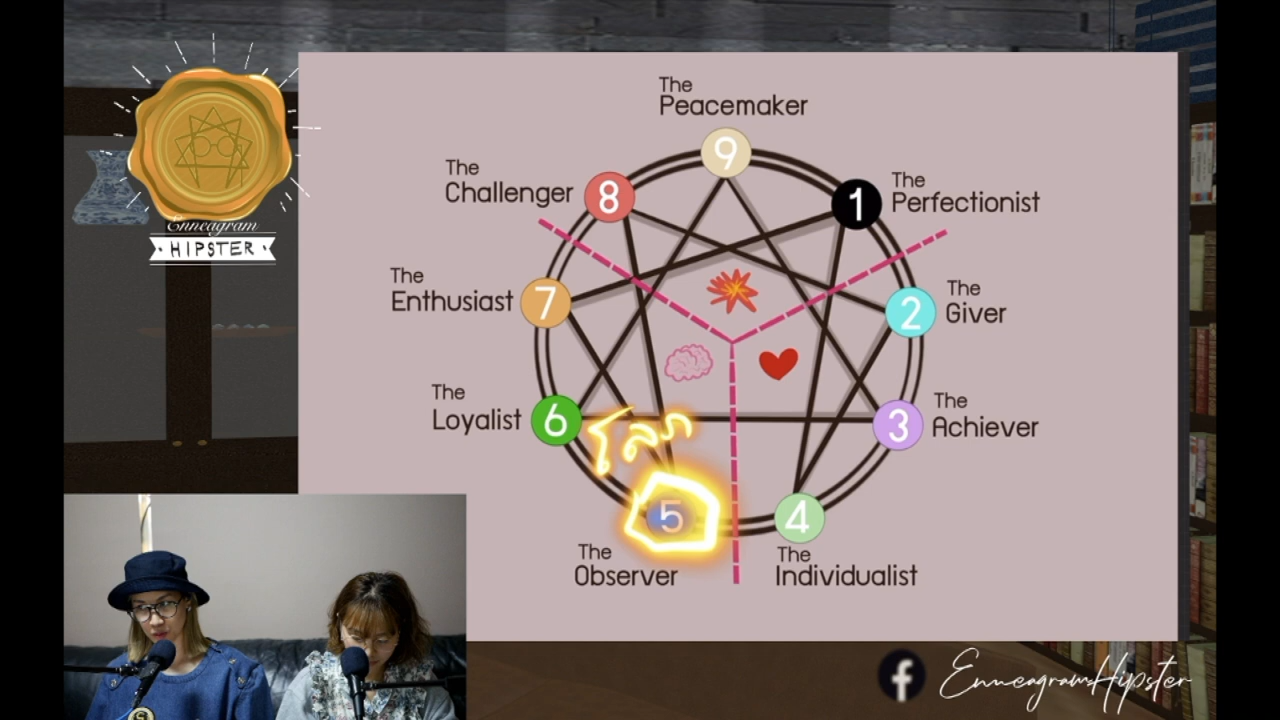 The
Peacemaker
9
The
Challenger
8
1
The
Perfectionist
The
Enthusiast
7
2
The
Giver
The
Loyalist
6
3
The
Achiever
โลก
5
4
The
Observer
The
Individualist
Enneagram
HIPSTER
f
EnneagramHipster